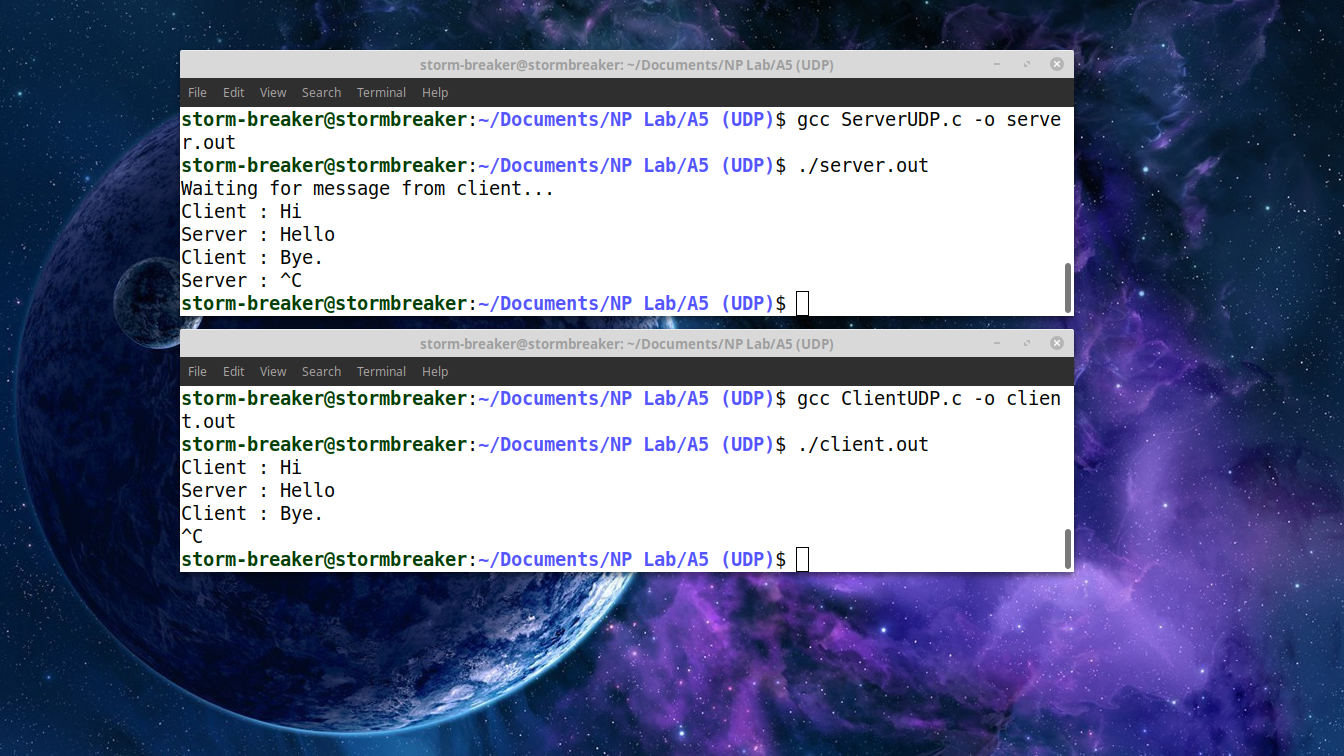 storm-breaker@stormbreaker: ~/Documents/NP Lab/A5 (UDP)
File Edit View Search Terminal Help
storm-breaker@stormbreaker:~/Documents/NP Lab/A5 (UDP)$ gcc ServerUDP.c -o serve
r.out
storm-breaker@stormbreaker:~/Documents/NP Lab/A5 (UDP)$ ./server.out
Waiting for message from client...
Client : Hi
Server : Hello
Client : Bye.
Server : ^C
storm-breaker@stormbreaker:~/Documents/NP Lab/A5 (UDP)$
storm-breaker@stormbreaker: ~/Documents/NP Lab/A5 (UDP)
File Edit View Search Terminal Help
storm-breaker@stormbreaker:~/Documents/NP Lab/A5 (UDP)$ gcc ClientUDP.c -o clien
t.out
storm-breaker@stormbreaker:~/Documents/NP Lab/A5 (UDP)$ ./client.out
Client : Hi
Server : Hello
Client : Bye.
^C
storm-breaker@stormbreaker:~/Documents/NP Lab/A5 (UDP)$